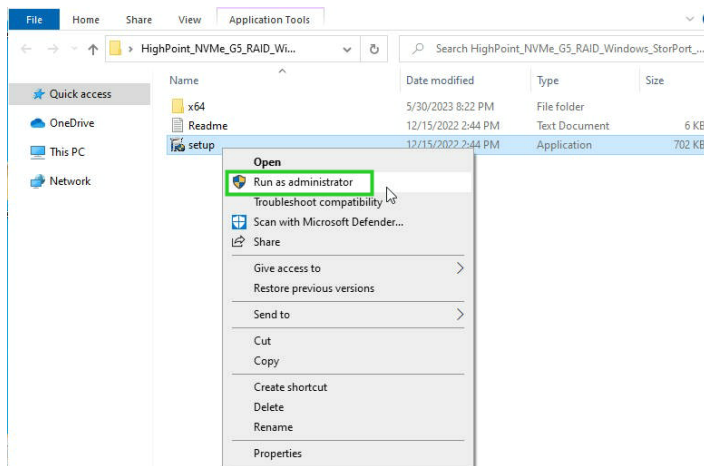 File Home Share View Application Tools
HighPoint_NVMe_G5_RAID_Wi... Search HighPoint_NVMe_G5_RAID_Windows_StorPort_...
Name Date modified Type Size
Quick access
x64 5/30/2023 8:22 PM File folder
OneDrive
Readme 12/15/2022 2:44 PM Text Document 6 KB
This PC
setup 12/15/2022 2:44 PM Application 702 KB
Network
Open
Run as administrator
Troubleshoot compatibility
Scan with Microsoft Defender...
Share
Give access to
Restore previous versions
Send to
Cut
Copy
Create shortcut
Delete
Rename
Properties